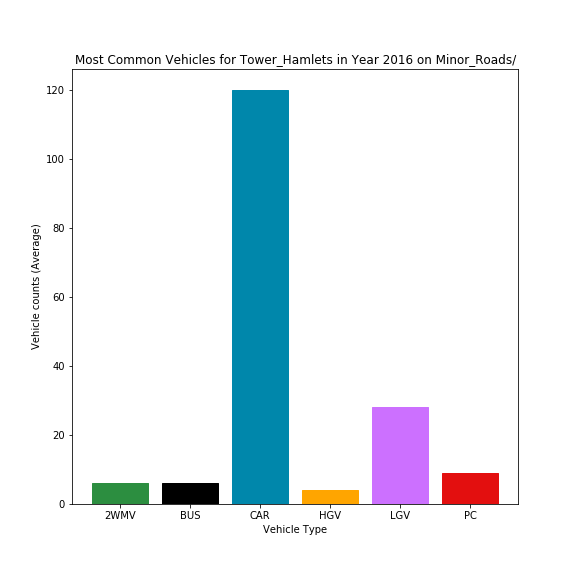 Most Common Vehicles for Tower_Hamlets in Year 2016 on Minor_Roads/
120
100
80
60
40
20
0
Vehicle counts (Average)
2WMV BUS CAR HGV LGV PC
Vehicle Type